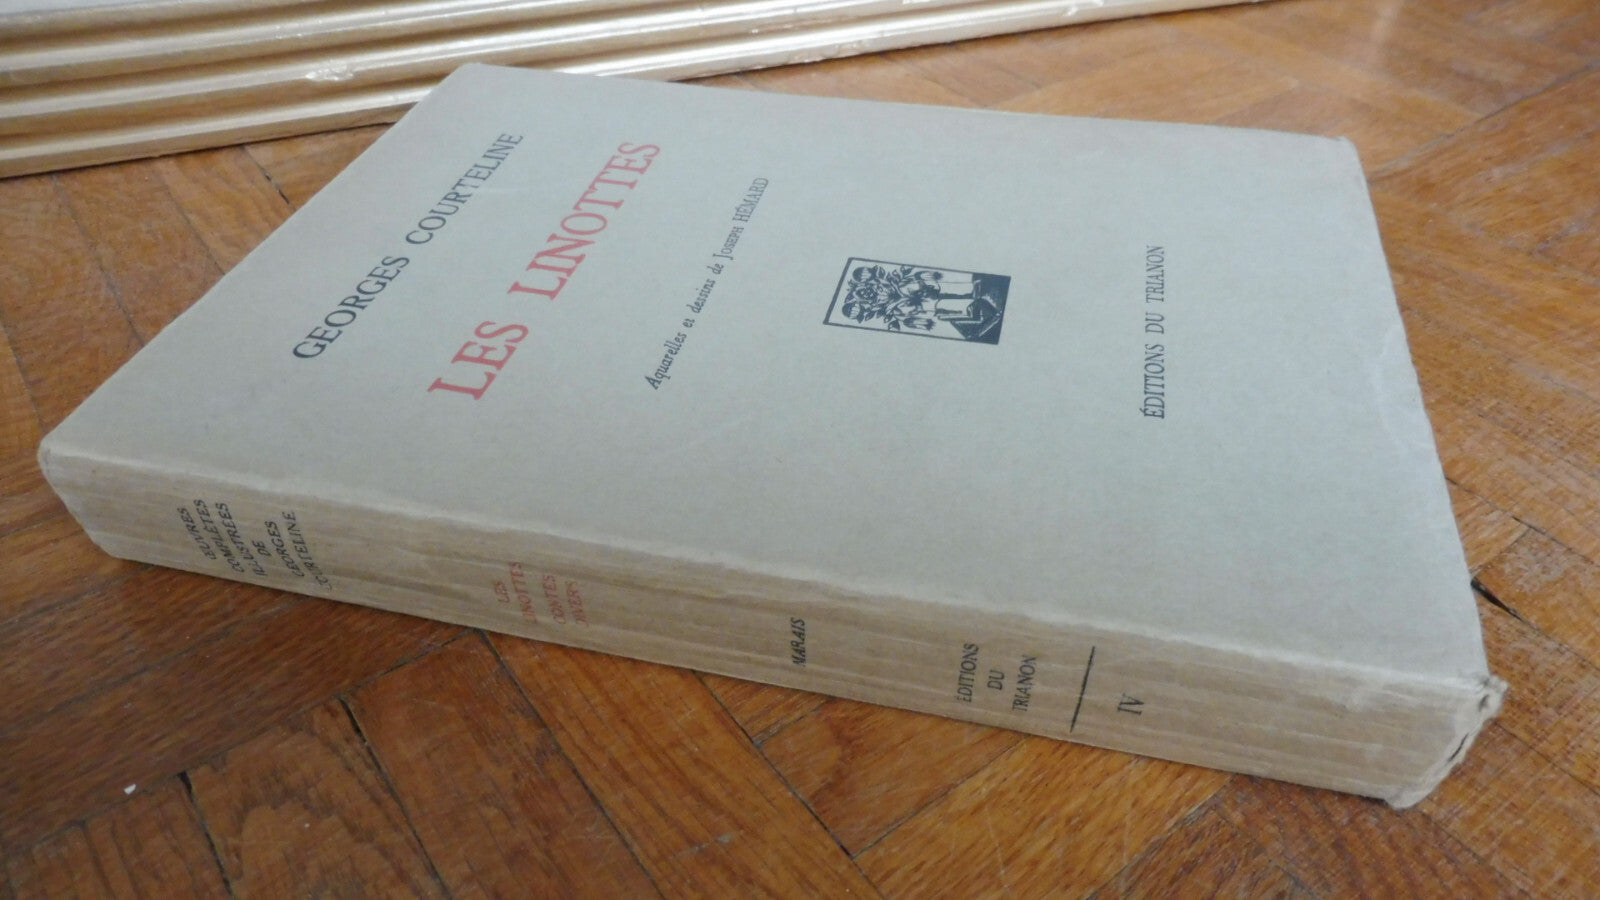 GEORGES COURTELINE
LES LINOTTES
Aquarelles et dessins de JOSEPH HÉMARD
ÉDITIONS DU TRIANON
ŒUVRES
COMPLÈTES
ILLUSTRÉES
DE
GEORGES
COURTELINE
LES
LINOTTES
CONTES
DIVERS
MARAIS
ÉDITIONS
DU
TRIANON
IV